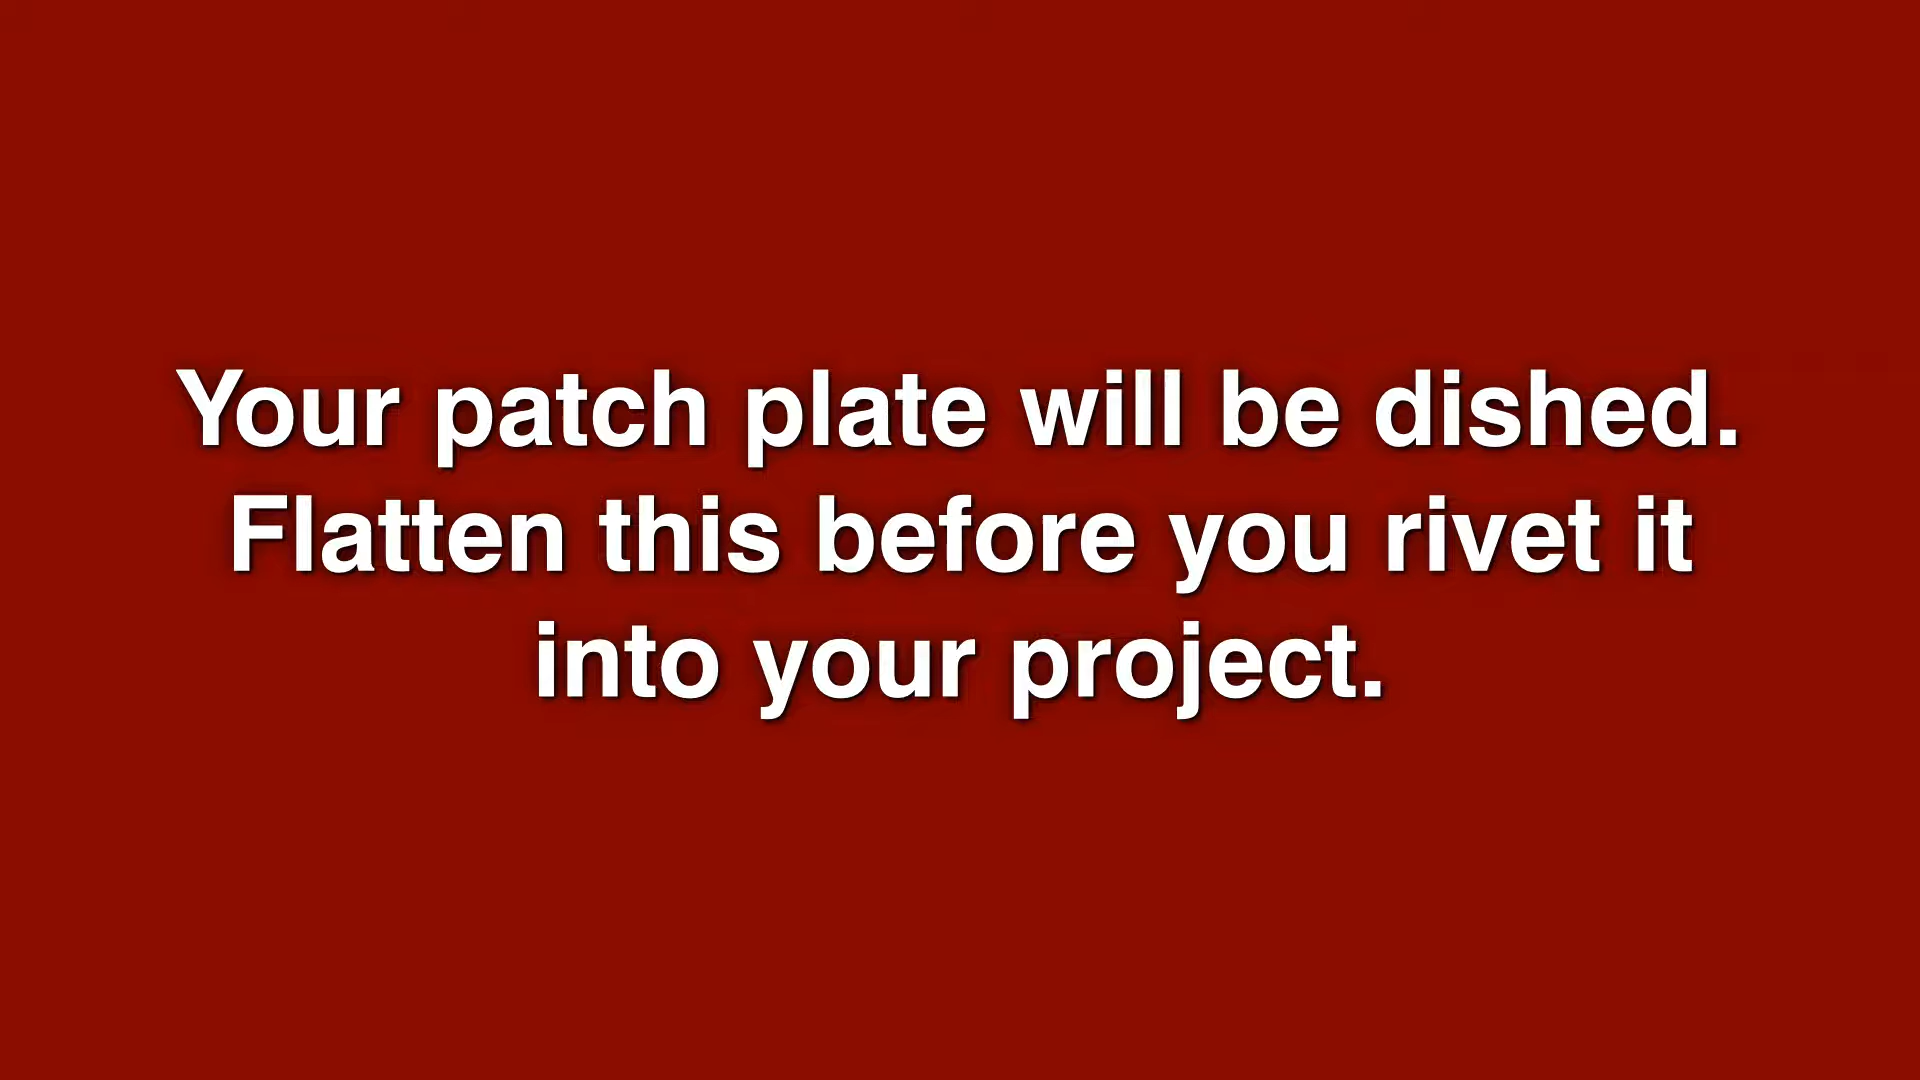 Your patch plate will be dished.
Flatten this before you rivet it
into your project.